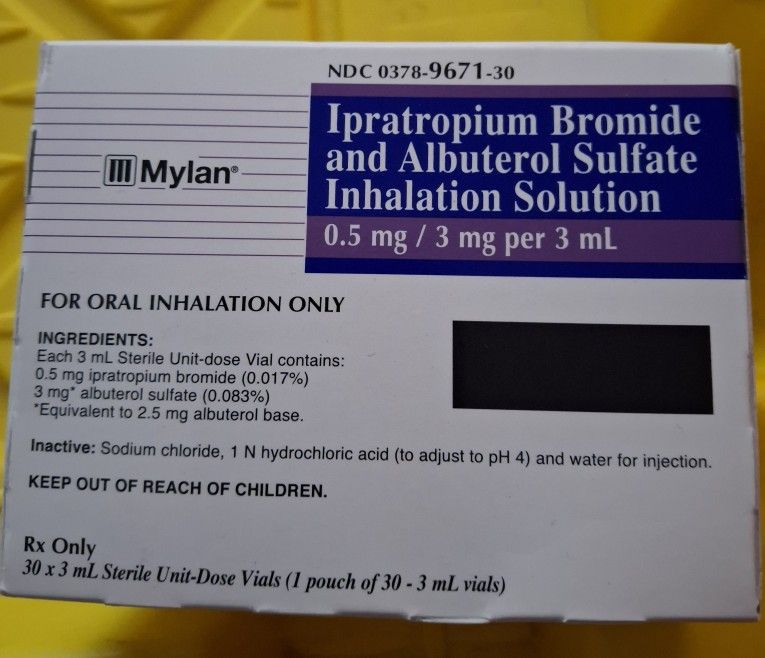 NDC 0378-9671-30
Ipratropium Bromide
and Albuterol Sulfate
Inhalation Solution
0.5 mg / 3 mg per 3 mL
Mylan®
FOR ORAL INHALATION ONLY
INGREDIENTS:
Each 3 mL Sterile Unit-dose Vial contains:
0.5 mg ipratropium bromide (0.017%)
3 mg* albuterol sulfate (0.083%)
*Equivalent to 2.5 mg albuterol base.
Inactive: Sodium chloride, 1 N hydrochloric acid (to adjust to pH 4) and water for injection.
KEEP OUT OF REACH OF CHILDREN.
Rx Only
30 x 3 mL Sterile Unit-Dose Vials (1 pouch of 30 - 3 mL vials)